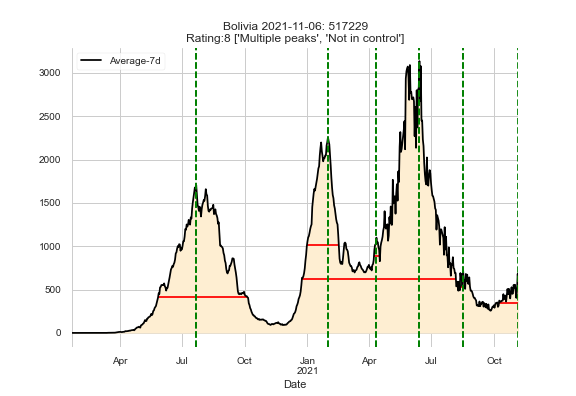 Bolivia 2021-11-06: 517229
Rating:8 ['Multiple peaks', 'Not in control']
Average-7d
3000
2500
2000
1500
1000
500
0
Apr
Jul
Oct
Jan
2021
Apr
Jul
Oct
Date